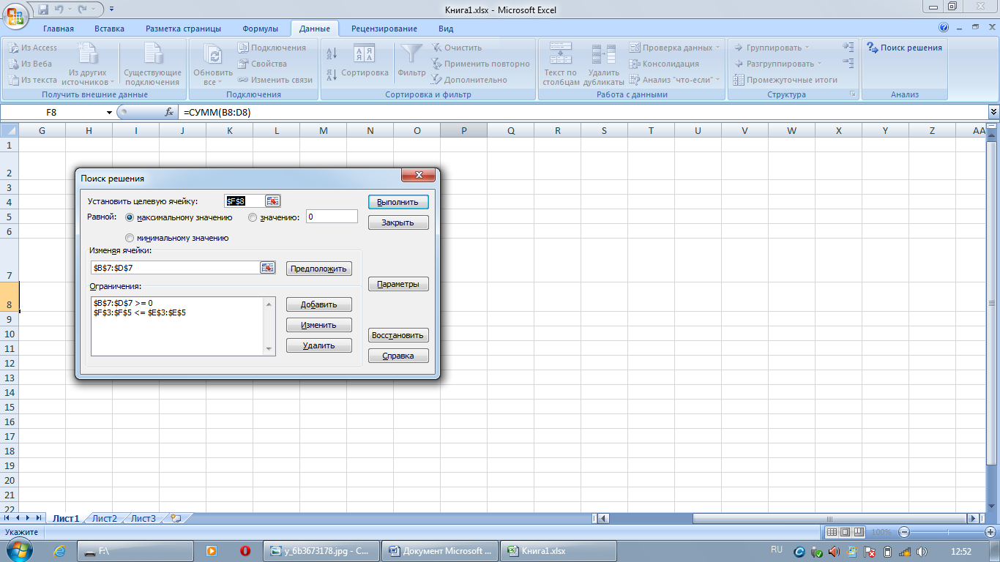 Книга1.xlsx - Microsoft Excel
Главная Вставка Разметка страницы Формулы Данные Рецензирование Вид
Из Access
Из Веба
Из текста
Из других источников
Существующие подключения
Получить внешние данные
Обновить все
Подключения
Свойства
Изменить связи
Подключения
Сортировка
Фильтр
Очистить
Применить повторно
Дополнительно
Сортировка и фильтр
Текст по столбцам
Удалить дубликаты
Проверка данных
Консолидация
Анализ "что-если"
Работа с данными
Группировать
Разгруппировать
Промежуточные итоги
Структура
Поиск решения
Анализ
F8 fx =СУММ(B8:D8)
G H I J K L M N O P Q R S T U V W X Y Z AA
1
2
3
4
5
6
7
8
9
10
11
12
13
14
15
16
17
18
19
20
21
22
Поиск решения
Установить целевую ячейку: $F$8 Выполнить
Равной: максимальному значению значению: 0 Закрыть
минимальному значению
Изменяя ячейки:
$B$7:$D$7 Предположить
Параметры
Ограничения:
$B$7:$D$7 >= 0 Добавить
$F$3:$F$5 <= $E$3:$E$5
Изменить
Восстановить
Удалить
Справка
Лист1 Лист2 Лист3
Укажите 100%
F:\ y_6b3673178.jpg - С... Документ Microsoft ... Книга1.xlsx RU 12:52